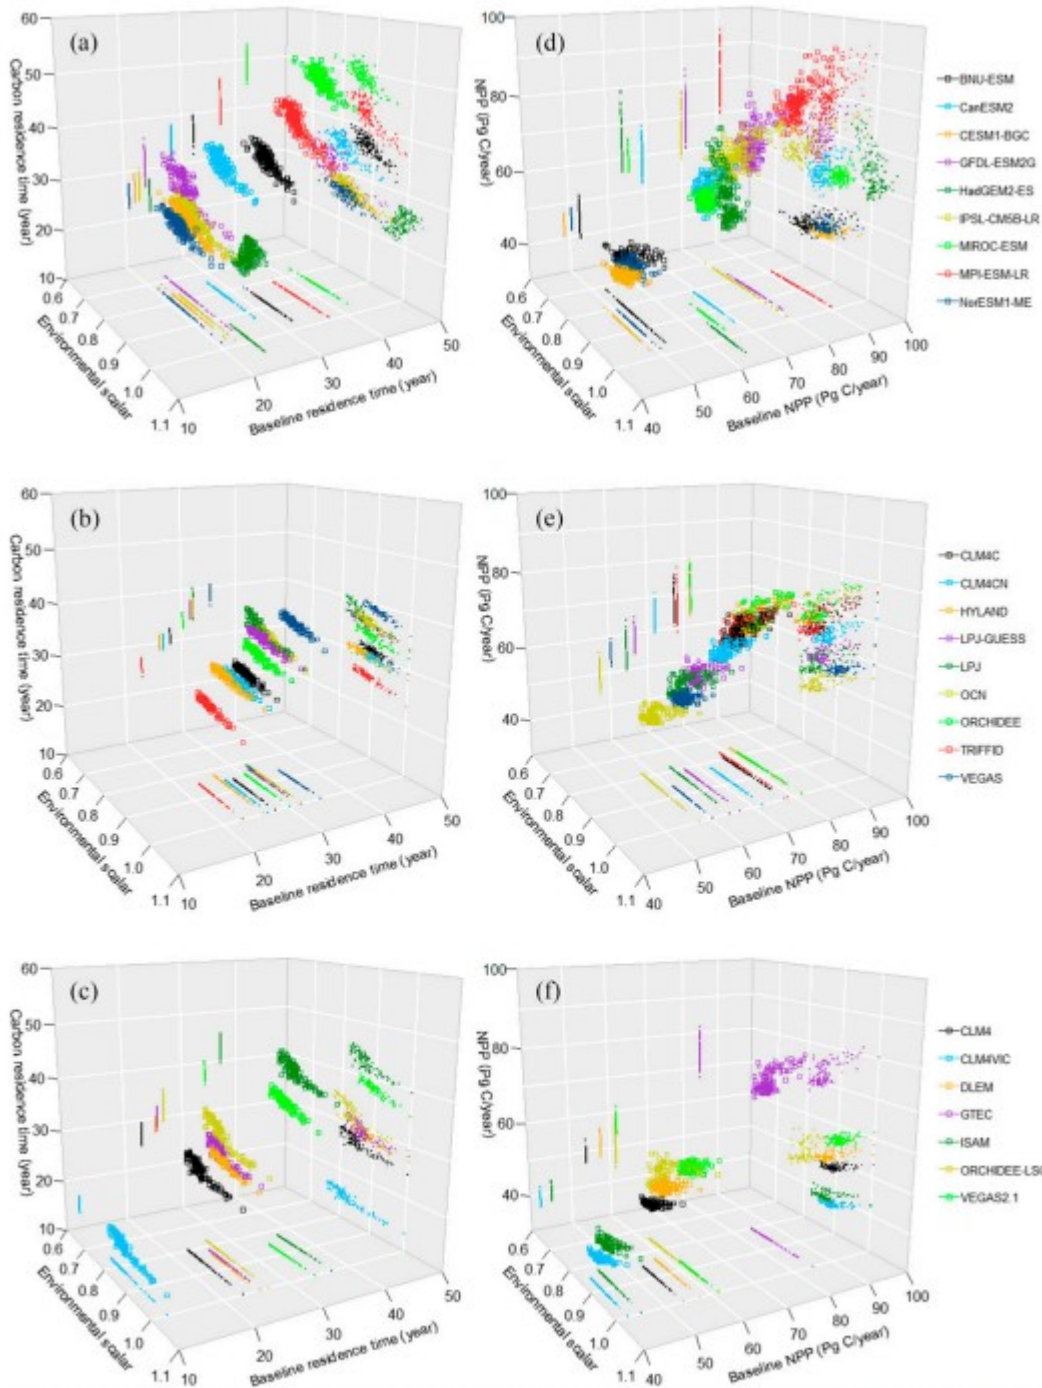 (a)
Carbon residence time (year)
60
50
40
30
20
10
0.6
0.7
0.8
0.9
1.0
1.1
Environmental scalar
10
20
30
40
50
Baseline residence time (year)
(d)
NPP (Pg C/year)
100
80
60
40
0.6
0.7
0.8
0.9
1.0
1.1
Environmental scalar
40
50
60
70
80
90
100
Baseline NPP (Pg C/year)
BNU-ESM
CanESM2
CESM1-BGC
GFDL-ESM2G
HadGEM2-ES
IPSL-CM5B-LR
MIROC-ESM
MPI-ESM-LR
NorESM1-ME
(b)
Carbon residence time (year)
60
50
40
30
20
10
0.6
0.7
0.8
0.9
1.0
1.1
Environmental scalar
10
20
30
40
50
Baseline residence time (year)
(e)
NPP (Pg C/year)
100
80
60
40
0.6
0.7
0.8
0.9
1.0
1.1
Environmental scalar
40
50
60
70
80
90
100
Baseline NPP (Pg C/year)
CLM4C
CLM4CN
HYLAND
LPJ-GUESS
LPJ
OCN
ORCHIDEE
TRIFFID
VEGAS
(c)
Carbon residence time (year)
60
50
40
30
20
10
0.6
0.7
0.8
0.9
1.0
1.1
Environmental scalar
10
20
30
40
50
Baseline residence time (year)
(f)
NPP (Pg C/year)
100
80
60
40
0.6
0.7
0.8
0.9
1.0
1.1
Environmental scalar
40
50
60
70
80
90
100
Baseline NPP (Pg C/year)
CLM4
CLM4VIC
DLEM
GTEC
ISAM
ORCHIDEE-LSC
VEGAS2.1